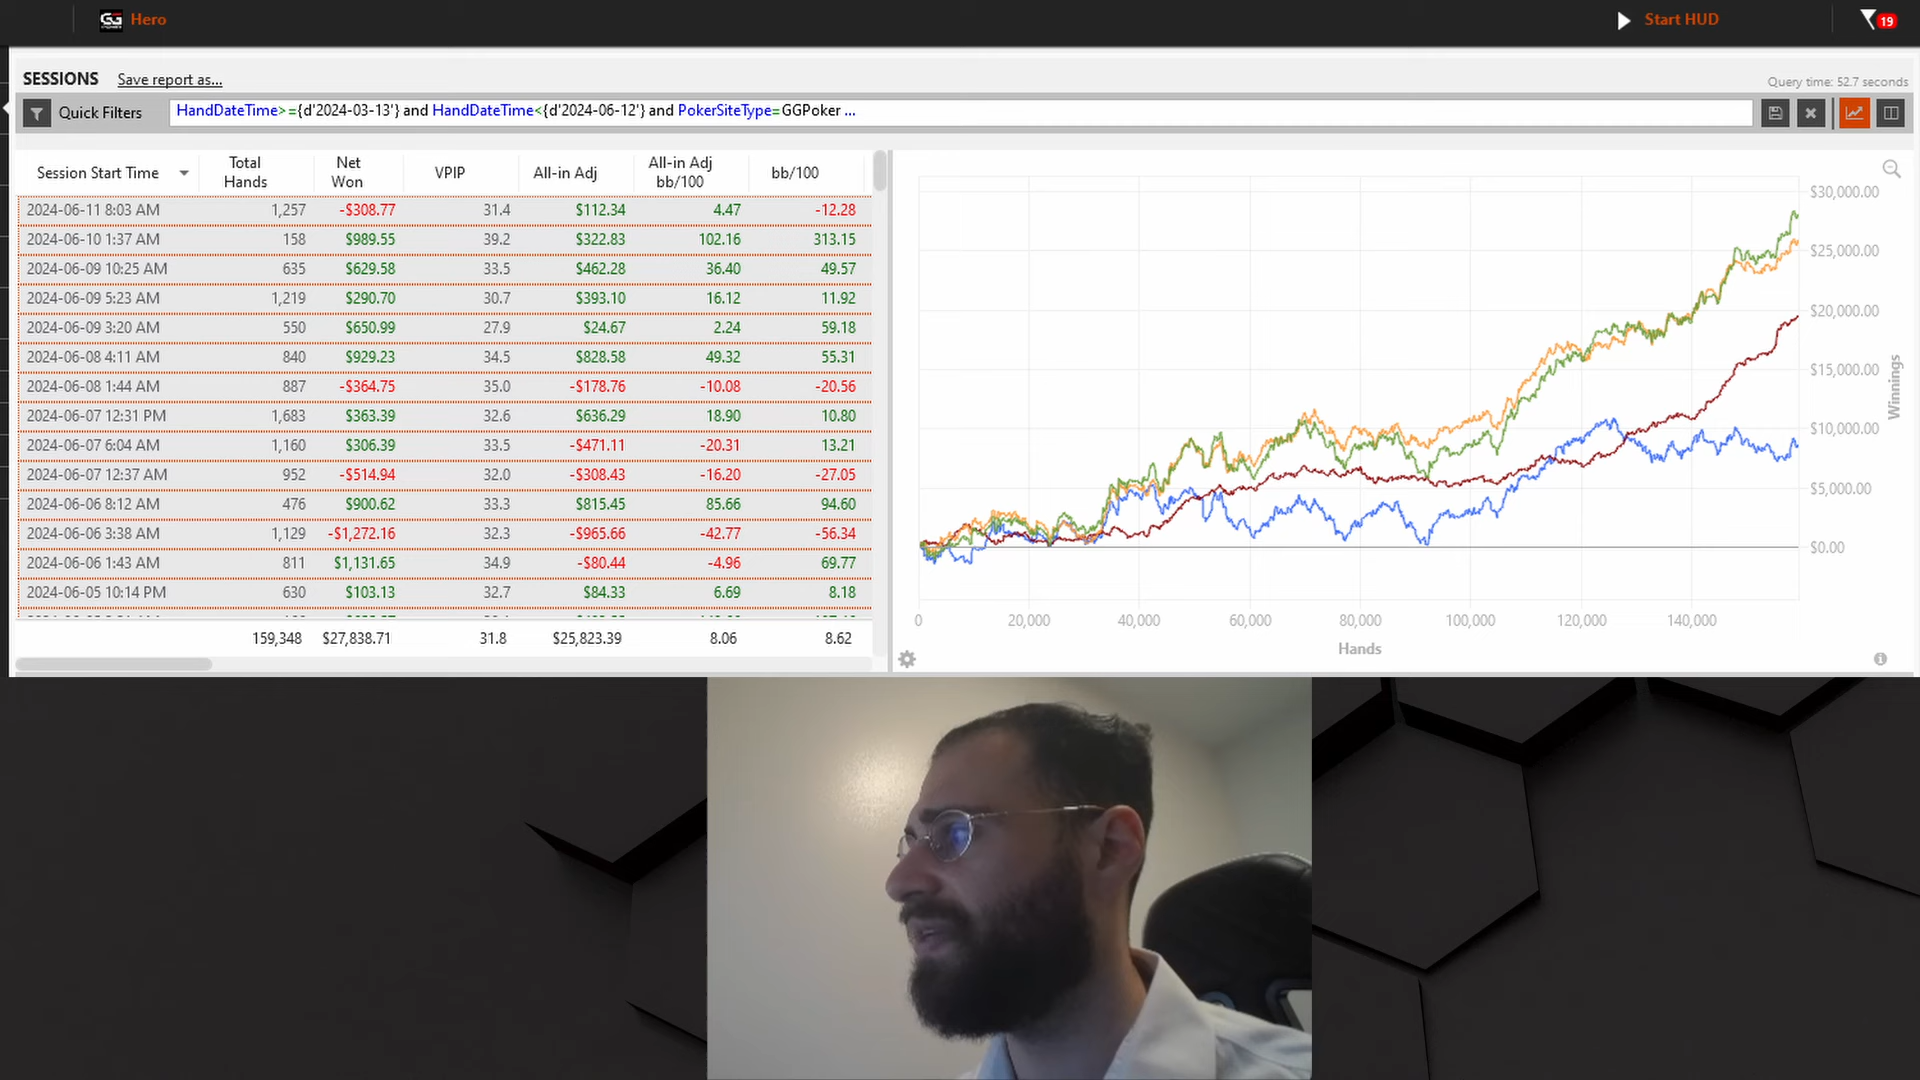 GG Hero
Start HUD
19
SESSIONS Save report as...
Query time: 52.7 seconds
Quick Filters
HandDateTime>={d'2024-03-13'} and HandDateTime<{d'2024-06-12'} and PokerSiteType=GGPoker ...
Session Start Time Total Hands Net Won VPIP All-in Adj All-in Adj bb/100 bb/100
2024-06-11 8:03 AM 1,257 -$308.77 31.4 $112.34 4.47 -12.28
2024-06-10 1:37 AM 158 $989.55 39.2 $322.83 102.16 313.15
2024-06-09 10:25 AM 635 $629.58 33.5 $462.28 36.40 49.57
2024-06-09 5:23 AM 1,219 $290.70 30.7 $393.10 16.12 11.92
2024-06-09 3:20 AM 550 $650.99 27.9 $24.67 2.24 59.18
2024-06-08 4:11 AM 840 $929.23 34.5 $828.58 49.32 55.31
2024-06-08 1:44 AM 887 -$364.75 35.0 -$178.76 -10.08 -20.56
2024-06-07 12:31 PM 1,683 $363.39 32.6 $636.29 18.90 10.80
2024-06-07 6:04 AM 1,160 $306.39 33.5 -$471.11 -20.31 13.21
2024-06-07 12:37 AM 952 -$514.94 32.0 -$308.43 -16.20 -27.05
2024-06-06 8:12 AM 476 $900.62 33.3 $815.45 85.66 94.60
2024-06-06 3:38 AM 1,129 -$1,272.16 32.3 -$965.66 -42.77 -56.34
2024-06-06 1:43 AM 811 $1,131.65 34.9 -$80.44 -4.96 69.77
2024-06-05 10:14 PM 630 $103.13 32.7 $84.33 6.69 8.18
159,348 $27,838.71 31.8 $25,823.39 8.06 8.62
$30,000.00
$25,000.00
$20,000.00
$15,000.00
$10,000.00
$5,000.00
$0.00
Winnings
0 20,000 40,000 60,000 80,000 100,000 120,000 140,000
Hands